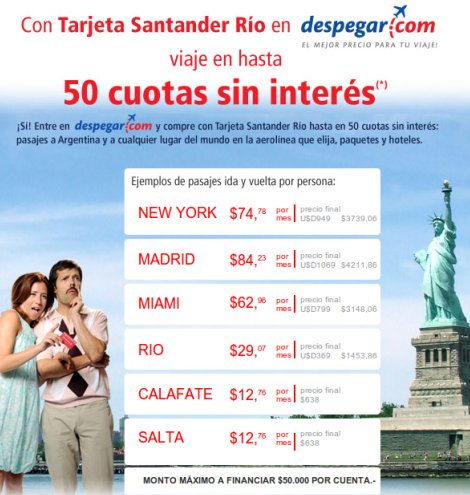 Con Tarjeta Santander Río en despegar.com
EL MEJOR PRECIO PARA TU VIAJE!
viaje en hasta
50 cuotas sin interés(*)
¡Sí! Entre en despegar.com y compre con Tarjeta Santander Río hasta en 50 cuotas sin interés:
pasajes a Argentina y a cualquier lugar del mundo en la aerolinea que elija, paquetes y hoteles.
Ejemplos de pasajes ida y vuelta por persona:
NEW YORK $74,78 por mes precio final U$D949 $3739,06
MADRID $84,23 por mes precio final U$D1069 $4211,86
MIAMI $62,96 por mes precio final U$D799 $3148,06
RIO $29,07 por mes precio final U$D369 $1453,86
CALAFATE $12,76 por mes precio final $638
SALTA $12,76 por mes precio final $638
MONTO MÁXIMO A FINANCIAR $50.000 POR CUENTA.-